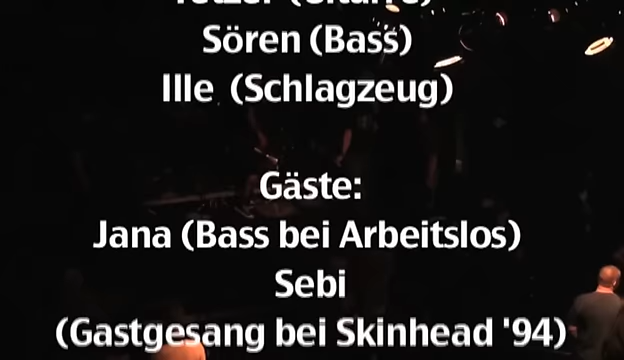 Sören (Bass)
Ille (Schlagzeug)
Gäste:
Jana (Bass bei Arbeitslos)
Sebi
(Gastgesang bei Skinhead '94)